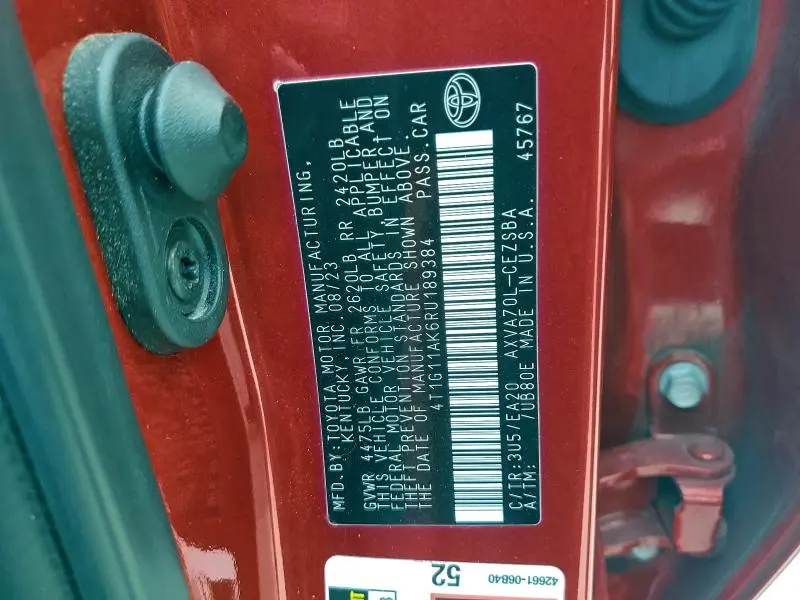 MFD.BY TOYOTA MOTOR MANUFACTURING,
KENTUCKY, INC. 08/23
GVWR 4475LB GAWR FR 2620LB RR 2420LB
THIS VEHICLE CONFORMS TO ALL APPLICABLE
FEDERAL MOTOR VEHICLE SAFETY, BUMPER AND
THEFT PREVENTION STANDARDS IN EFFECT ON
THE DATE OF MANUFACTURE SHOWN ABOVE.
4T1G11AK6RU189384 PASS.CAR
C/TR:3U5/EA20 AXVA70L-CEZSBA
A/TM: 7UB80E MADE IN U.S.A. 45767
52
42661-06B40